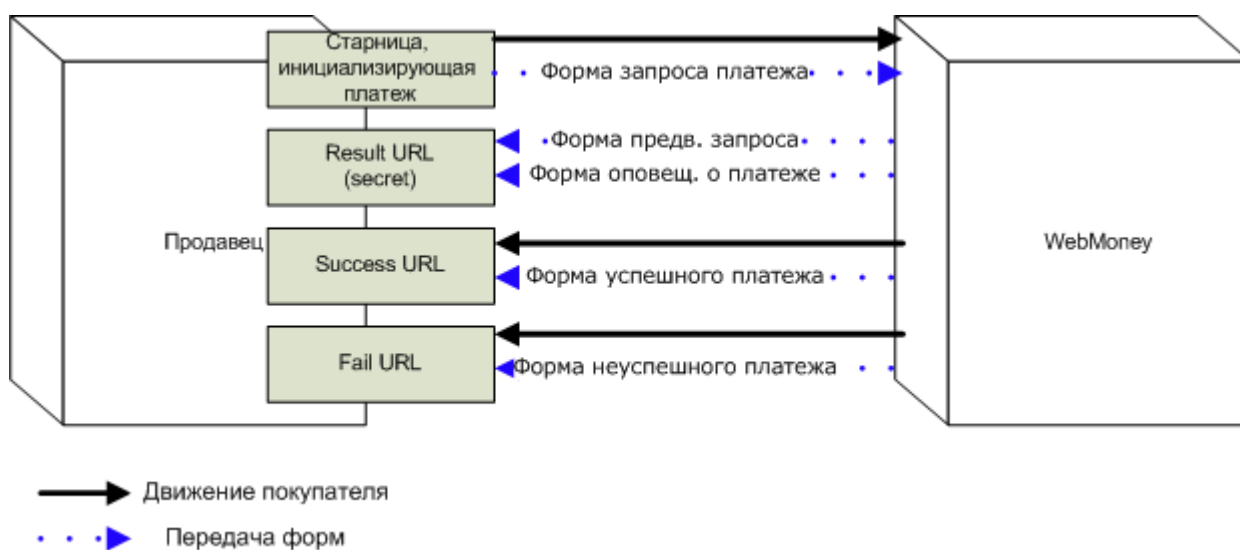 Старница,
инициализирующая
платеж
Форма запроса платежа
Result URL
(secret)
Форма предв. запроса
Форма оповещ. о платеже
Продавец
WebMoney
Success URL
Форма успешного платежа
Fail URL
Форма неуспешного платежа
Движение покупателя
Передача форм